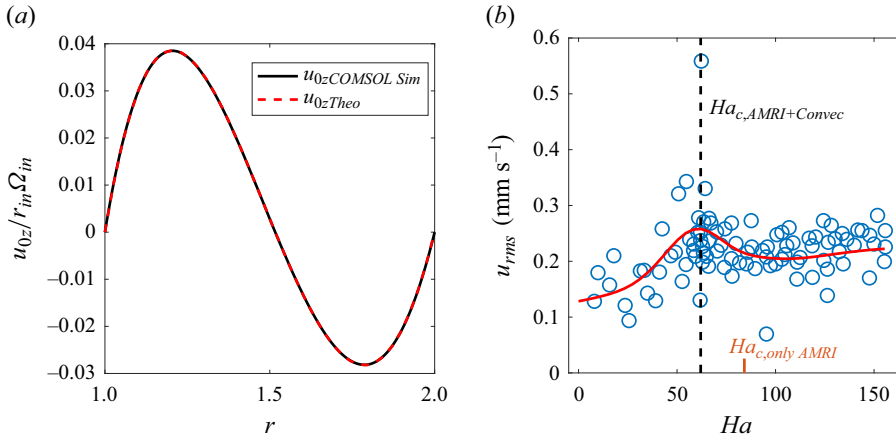 (a)
0.04
0.03
0.02
0.01
0
−0.01
−0.02
−0.03
1.0
1.5
2.0
r
u0z/rinΩin
u0zCOMSOL Sim
u0zTheo
(b)
0.6
0.5
0.4
0.3
0.2
0.1
0
0
50
100
150
Ha
urms (mm s−1)
Hac,AMRI+Convec
Hac,only AMRI